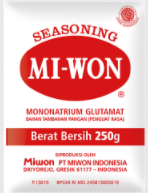 SEASONING
MI-WON
MONONATRIUM GLUTAMAT
BAHAN TAMBAHAN PANGAN (PENGUAT RASA)
Berat Bersih 250g
DIPRODUKSI OLEH
Miwon PT MIWON INDONESIA
DRIYOREJO, GRESIK 61177 - INDONESIA